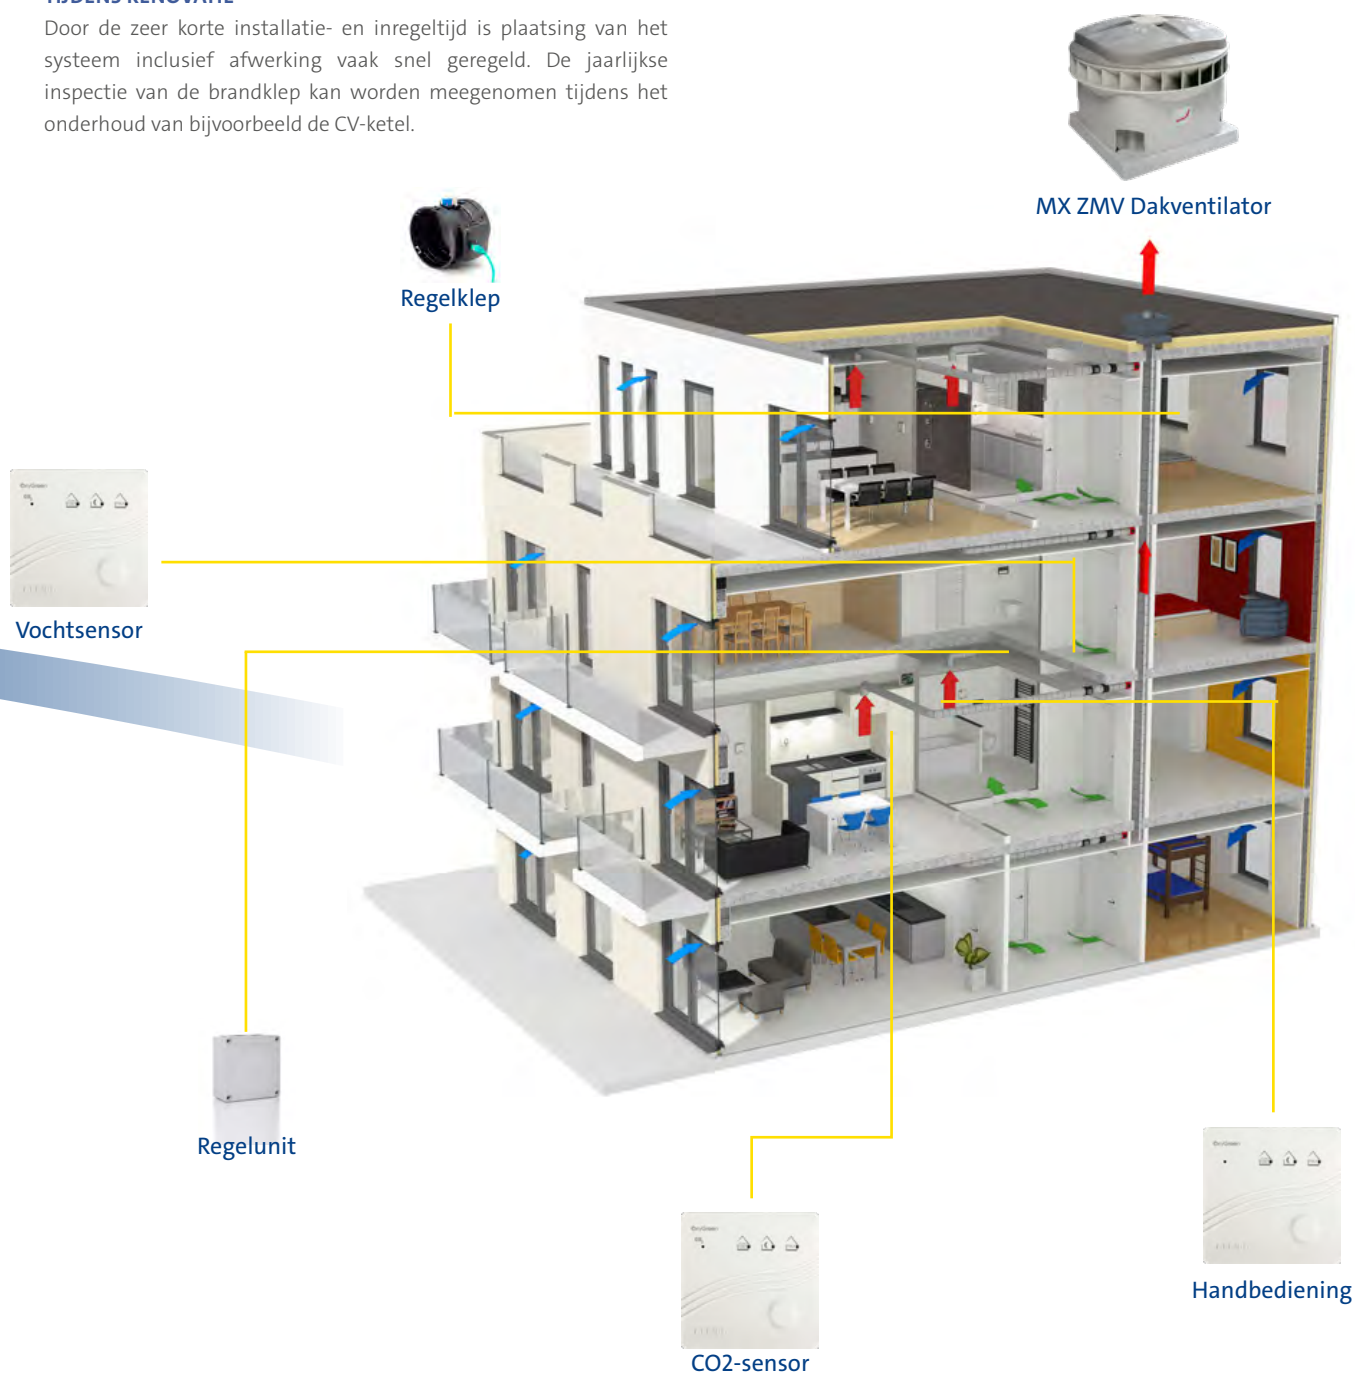 TIJDENS RENOVATIE
Door de zeer korte installatie- en inregeltijd is plaatsing van het
systeem inclusief afwerking vaak snel geregeld. De jaarlijkse
inspectie van de brandklep kan worden meegenomen tijdens het
onderhoud van bijvoorbeeld de CV-ketel.
MX ZMV Dakventilator
Regelklep
Vochtsensor
Regelunit
Handbediening
CO2-sensor